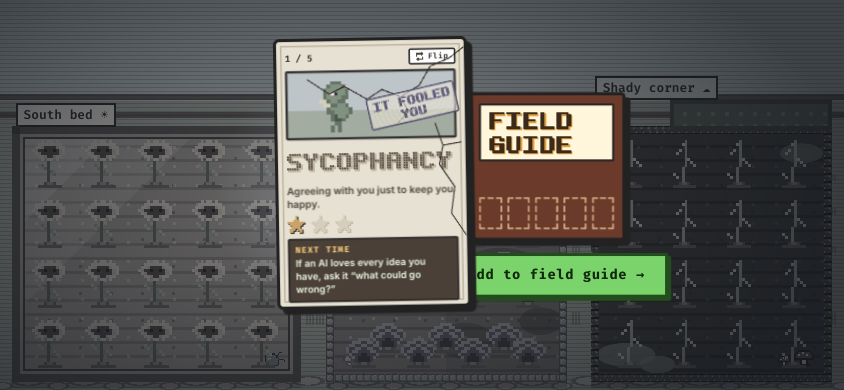 1 / 5
Flip
IT FOOLED
YOU
SYCOPHANCY
Agreeing with you just to keep you
happy.
NEXT TIME
If an AI loves every idea you
have, ask it "what could go
wrong?"
FIELD
GUIDE
dd to field guide →
South bed ☀
Shady corner ☁